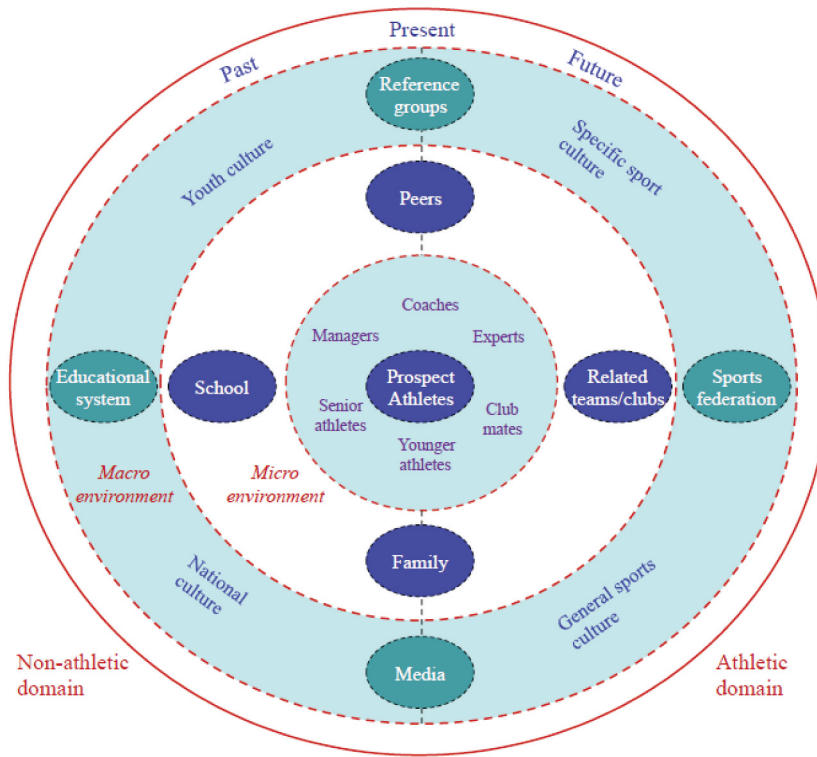 Present
Past
Future
Reference
groups
Youth culture
Specific sport
culture
Peers
Coaches
Managers
Experts
Educational
system
School
Prospect
Athletes
Related
teams/clubs
Sports
federation
Senior
athletes
Club
mates
Younger
athletes
Macro
environment
Micro
environment
Family
National
culture
General sports
culture
Media
Non-athletic
domain
Athletic
domain